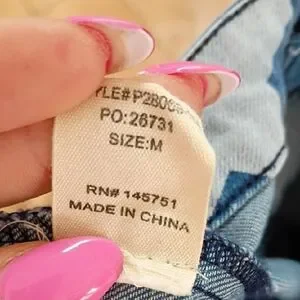 PO:26731
SIZE:M
RN# 145751
MADE IN CHINA